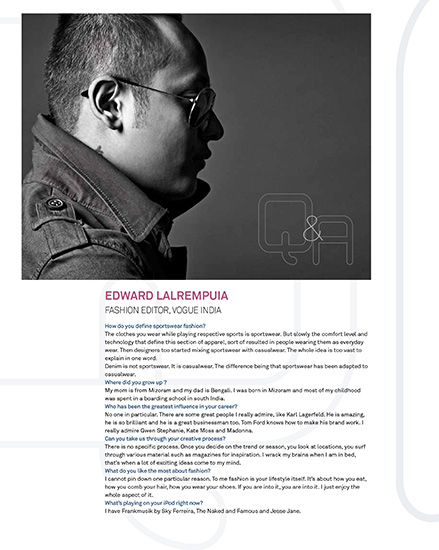 Q&A
EDWARD LALREMPUIA
FASHION EDITOR, VOGUE INDIA
How do you define sportswear fashion?
The clothes you wear while playing respective sports is sportswear. But slowly the comfort level and
technology that define this section of apparel, sort of resulted in people wearing them as everyday
wear. Then designers too started mixing sportswear with casualwear. The whole idea is too vast to
explain in one word.
Denim is not sportswear. It is casualwear. The difference being that sportswear has been adapted to
casualwear.
Where did you grow up ?
My mom is from Mizoram and my dad is Bengali. I was born in Mizoram and most of my childhood
was spent in a boarding school in south India.
Who has been the greatest influence in your career?
No one in particular. There are some great people I really admire, like Karl Lagerfeld. He is amazing,
he is so brilliant and he is a great businessman too. Tom Ford knows how to make his brand work. I
really admire Gwen Stephanie, Kate Moss and Madonna.
Can you take us through your creative process?
There is no specific process. Once you decide on the trend or season, you look at locations, you surf
through various material such as magazines for inspiration. I wrack my brains when I am in bed,
that's when a lot of exciting ideas come to my mind.
What do you like the most about fashion?
I cannot pin down one particular reason. To me fashion is your lifestyle itself. It's about how you eat,
how you comb your hair, how you wear your shoes. If you are into it, you are into it. I just enjoy the
whole aspect of it.
What's playing on your iPod right now?
I have Frankmusik by Sky Ferreira, The Naked and Famous and Jesse Jane.